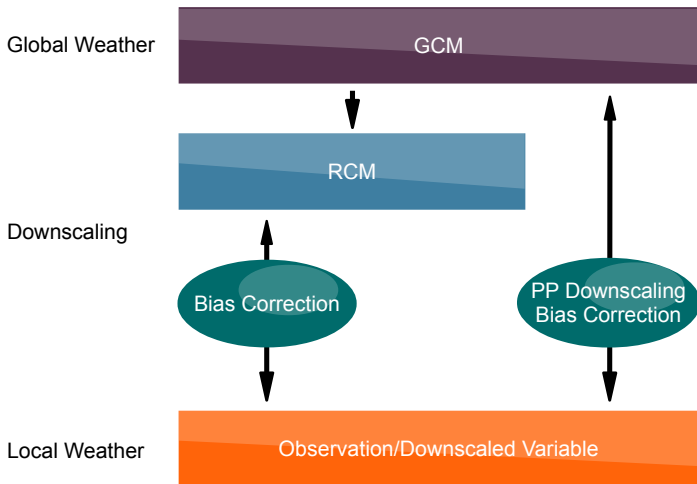 Global Weather
GCM
RCM
Downscaling
Bias Correction
PP Downscaling
Bias Correction
Local Weather
Observation/Downscaled Variable